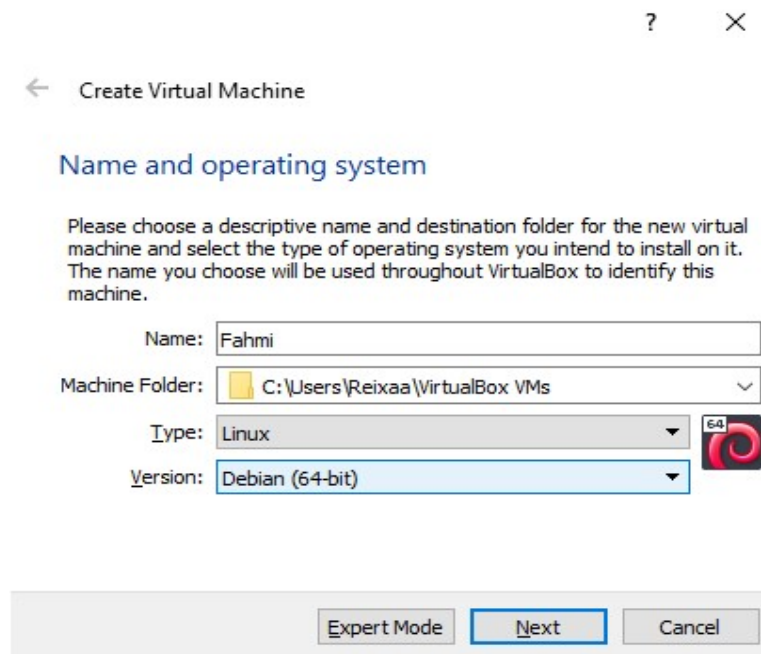 ?
Create Virtual Machine
Name and operating system
Please choose a descriptive name and destination folder for the new virtual
machine and select the type of operating system you intend to install on it.
The name you choose will be used throughout VirtualBox to identify this
machine.
Name: Fahmi
Machine Folder: C:\Users\Reixaa\VirtualBox VMs
Type: Linux
64
Version: Debian (64-bit)
Expert Mode Next Cancel